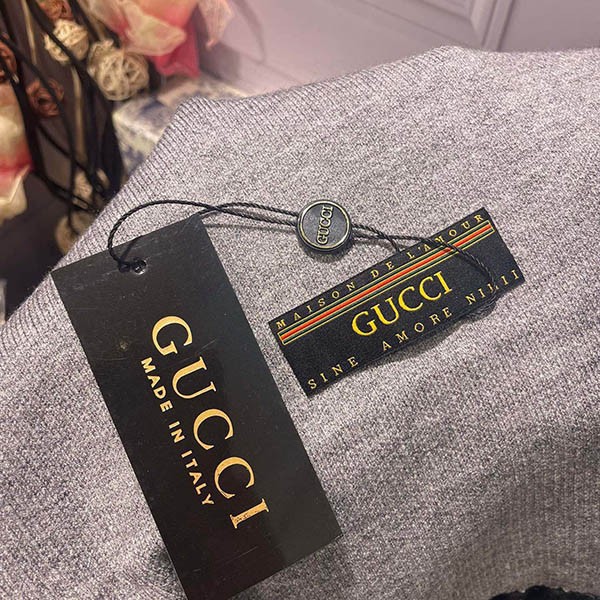 GUCCI
MADE IN ITALY
GUCCI
MAISON DE L'AMOUR
GUCCI
SINE AMORE NIHIL